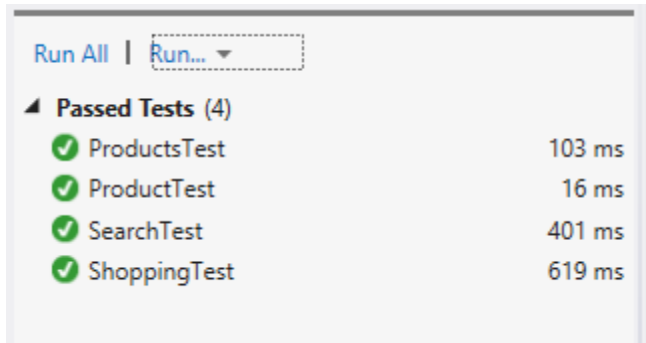 Run All | Run...
Passed Tests (4)
ProductsTest 103 ms
ProductTest 16 ms
SearchTest 401 ms
ShoppingTest 619 ms